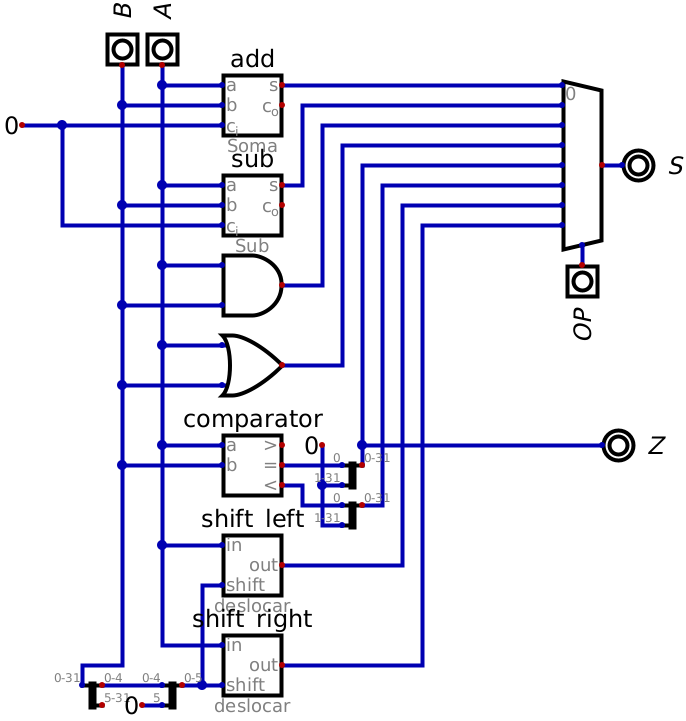 B A
add
0
a s
b c₀
0
cᵢ
Soma
sub
a s
S
b c₀
cᵢ
Sub
OP
comparator
a >
0
Z
b =
0 0-31
1-31
<
0 0-31
1-31
shift left
in
out
shift
deslocar
shift right
in
out
0-31 0-4 0-4 0-5
shift
5-31 0 5
deslocar